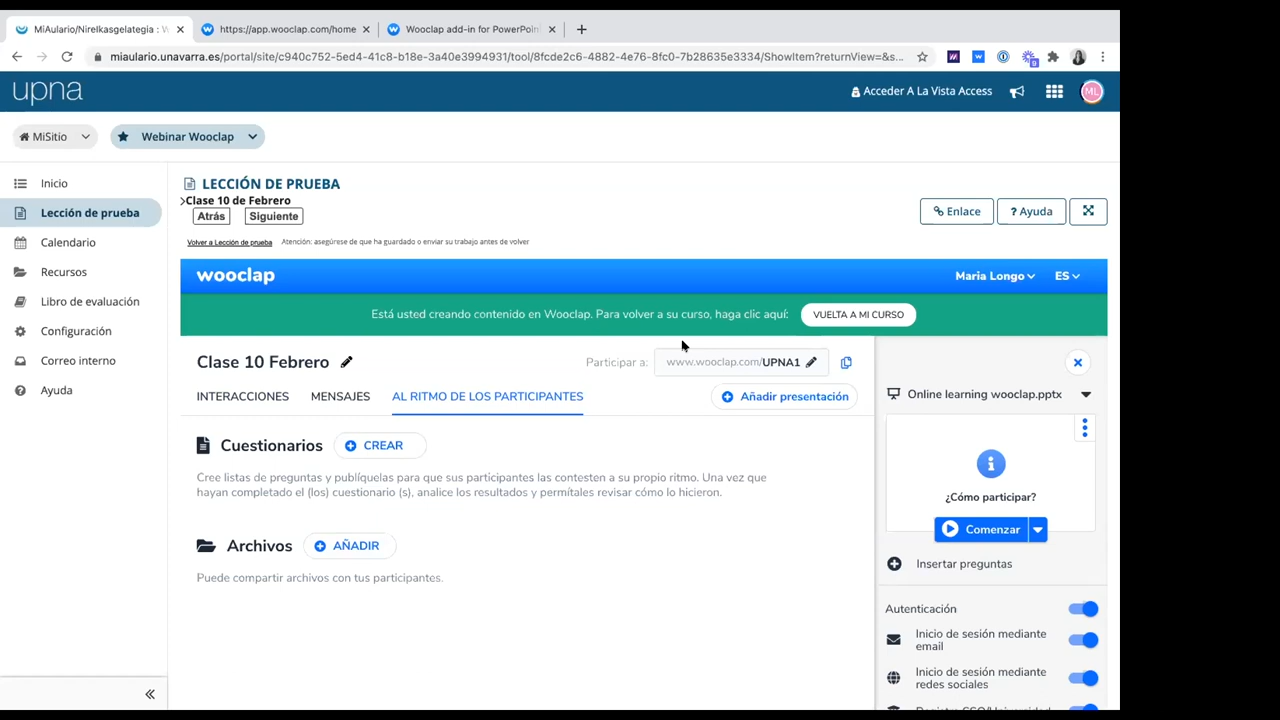 MiAulario/Nirelkasgelategia : W
https://app.wooclap.com/home
Wooclap add-in for PowerPoin
miaulario.unavarra.es/portal/site/c940c752-5ed4-41c8-b18e-3a40e3994931/tool/8fcde2c6-4882-4e76-8fc0-7b28635e3334/ShowItem?returnView=&s...
upna
Acceder A La Vista Access
ML
MiSitio
Webinar Wooclap
Inicio
Lección de prueba
Calendario
Recursos
Libro de evaluación
Configuración
Correo interno
Ayuda
LECCIÓN DE PRUEBA
Clase 10 de Febrero
Atrás
Siguiente
Enlace
? Ayuda
Volver a Lección de prueba
Atención: asegúrese de que ha guardado o enviar su trabajo antes de volver
wooclap
Maria Longo
ES
Está usted creando contenido en Wooclap. Para volver a su curso, haga clic aquí:
VUELTA A MI CURSO
Clase 10 Febrero
Participar a:
www.wooclap.com/UPNA1
INTERACCIONES
MENSAJES
AL RITMO DE LOS PARTICIPANTES
Añadir presentación
Cuestionarios
CREAR
Cree listas de preguntas y publíquelas para que sus participantes las contesten a su propio ritmo. Una vez que
hayan completado el (los) cuestionario (s), analice los resultados y permítales revisar cómo lo hicieron.
Archivos
AÑADIR
Puede compartir archivos con tus participantes.
Online learning wooclap.pptx
¿Cómo participar?
Comenzar
Insertar preguntas
Autenticación
Inicio de sesión mediante
email
Inicio de sesión mediante
redes sociales